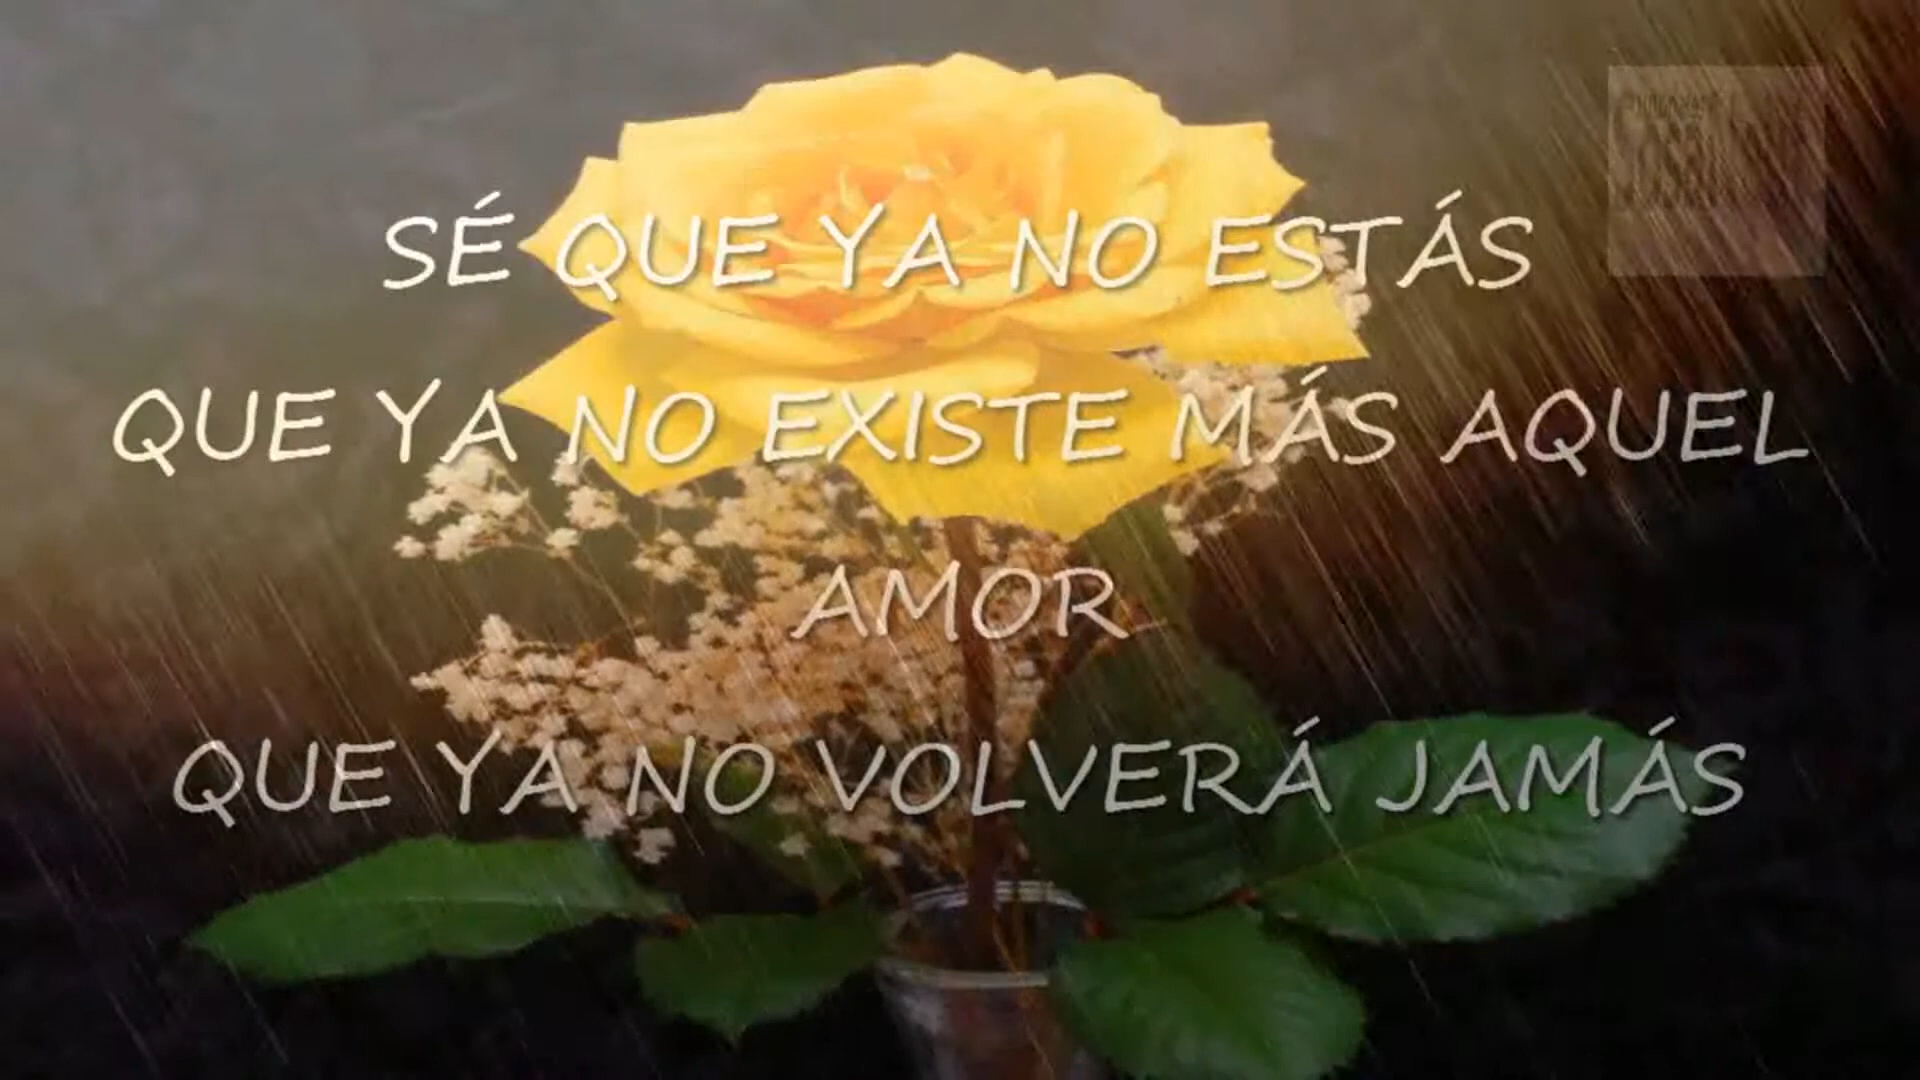 SÉ QUE YA NO ESTÁS
QUE YA NO EXISTE MÁS AQUEL
AMOR
QUE YA NO VOLVERÁ JAMÁS